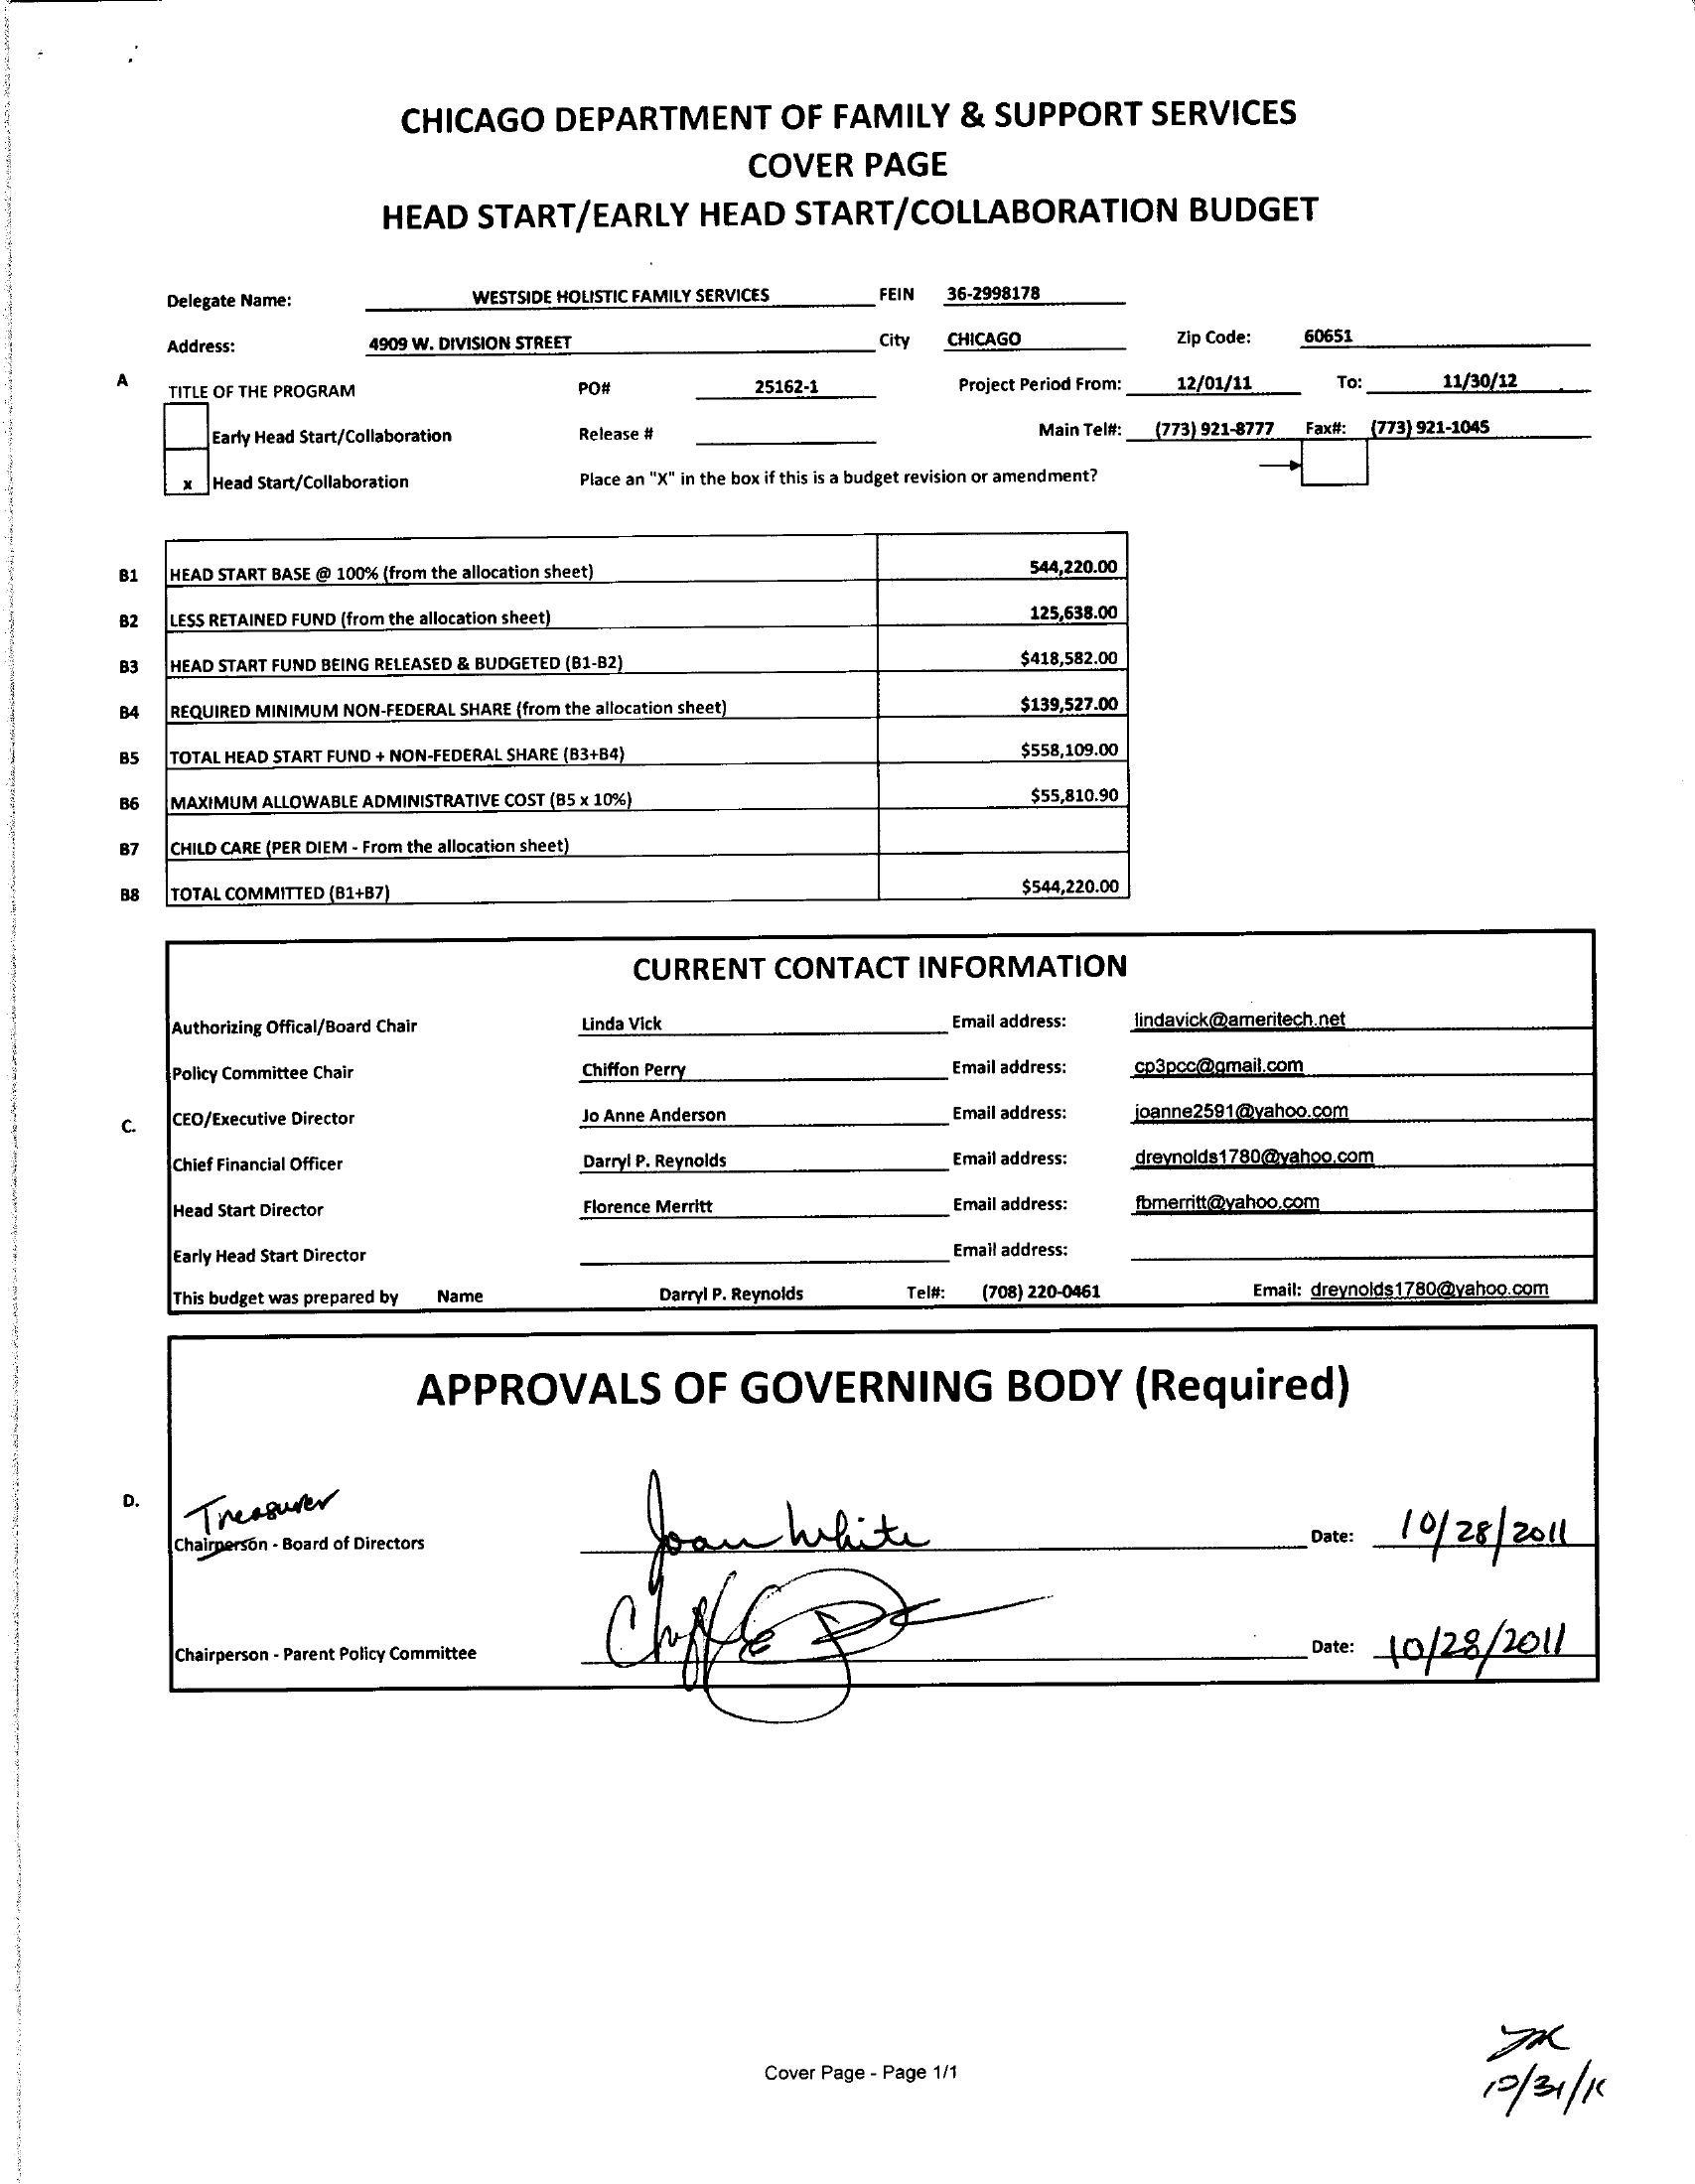 CHICAGO DEPARTMENT OF FAMILY & SUPPORT SERVICES
COVER PAGE
HEAD START/EARLY HEAD START/COLLABORATION BUDGET
Delegate Name: WESTSIDE HOLISTIC FAMILY SERVICES FEIN 36-2998178
Address: 4909 W. DIVISION STREET City CHICAGO Zip Code: 60651
A TITLE OF THE PROGRAM PO# 25162-1 Project Period From: 12/01/11 To: 11/30/12
Early Head Start/Collaboration Release # Main Tel#: (773) 921-8777 Fax#: (773) 921-1045
x Head Start/Collaboration Place an "X" in the box if this is a budget revision or amendment?
B1 HEAD START BASE @ 100% (from the allocation sheet) 544,220.00
B2 LESS RETAINED FUND (from the allocation sheet) 125,638.00
B3 HEAD START FUND BEING RELEASED & BUDGETED (B1-B2) $418,582.00
B4 REQUIRED MINIMUM NON-FEDERAL SHARE (from the allocation sheet) $139,527.00
B5 TOTAL HEAD START FUND + NON-FEDERAL SHARE (B3+B4) $558,109.00
B6 MAXIMUM ALLOWABLE ADMINISTRATIVE COST (B5 x 10%) $55,810.90
B7 CHILD CARE (PER DIEM - From the allocation sheet)
B8 TOTAL COMMITTED (B1+B7) $544,220.00
CURRENT CONTACT INFORMATION
Authorizing Offical/Board Chair Linda Vick Email address: lindavick@ameritech.net
Policy Committee Chair Chiffon Perry Email address: cp3pcc@gmail.com
C. CEO/Executive Director Jo Anne Anderson Email address: joanne2591@yahoo.com
Chief Financial Officer Darryl P. Reynolds Email address: dreynolds1780@yahoo.com
Head Start Director Florence Merritt Email address: fbmerritt@yahoo.com
Early Head Start Director Email address:
This budget was prepared by Name Darryl P. Reynolds Tel#: (708) 220-0461 Email: dreynolds1780@yahoo.com
APPROVALS OF GOVERNING BODY (Required)
D. Treasurer
Chairperson - Board of Directors Joan White Date: 10/28/2011
Chairperson - Parent Policy Committee Date: 10/28/2011
Cover Page - Page 1/1
10/31/11